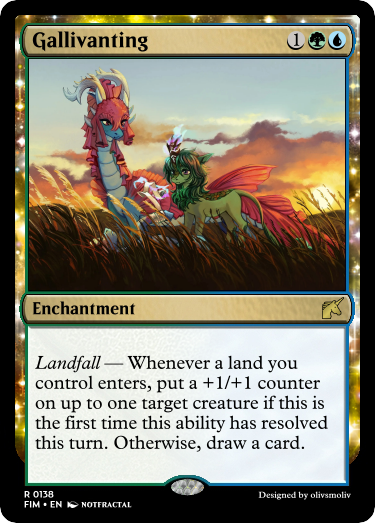 Gallivanting 1
Enchantment
Landfall — Whenever a land you
control enters, put a +1/+1 counter
on up to one target creature if this is
the first time this ability has resolved
this turn. Otherwise, draw a card.
R 0138
FIM • EN NOTFRACTAL
Designed by olivsmoliv